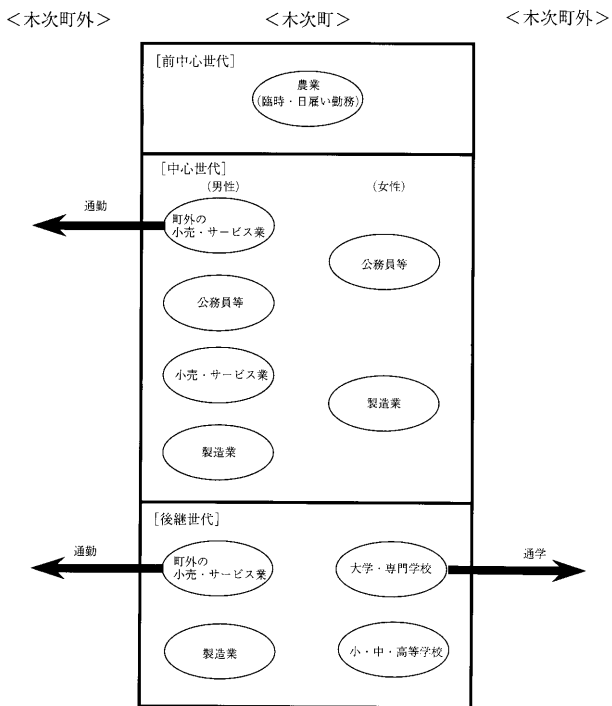 ＜木次町外＞
＜木次町＞
＜木次町外＞
［前中心世代］
農業
(臨時・日雇い勤務)
［中心世代］
(男性)
(女性)
通勤
町外の
小売・サービス業
公務員等
公務員等
小売・サービス業
製造業
製造業
［後継世代］
通勤
町外の
小売・サービス業
大学・専門学校
通学
製造業
小・中・高等学校